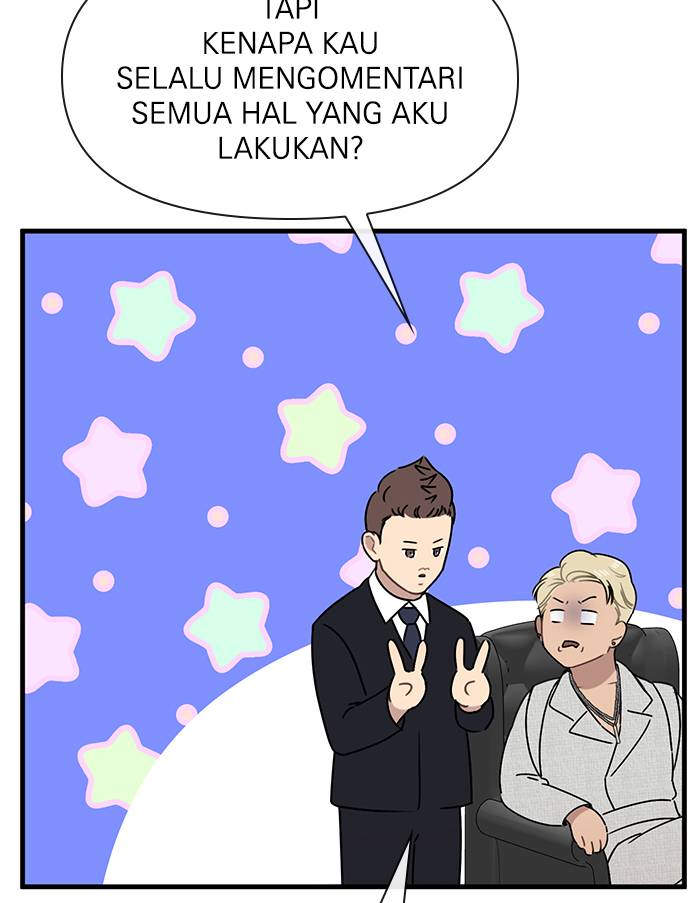 TAPI
KENAPA KAU
SELALU MENGOMENTARI
SEMUA HAL YANG AKU
LAKUKAN?